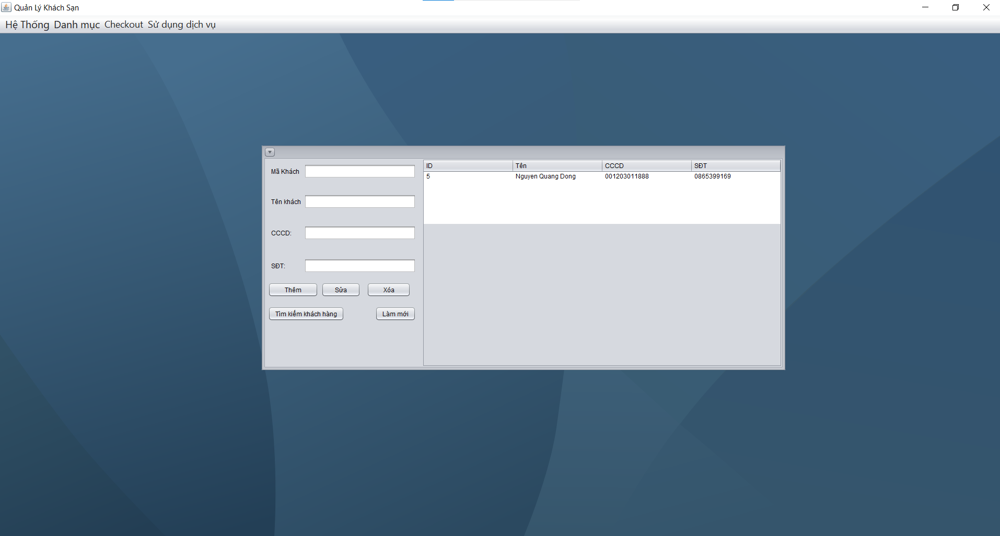 Quản Lý Khách Sạn
Hệ Thống Danh mục Checkout Sử dụng dịch vụ
Mã Khách
Tên khách
CCCD:
SĐT:
Thêm Sửa Xóa
Tìm kiếm khách hàng Làm mới
ID Tên CCCD SĐT
5 Nguyen Quang Dong 001203011888 0865399169